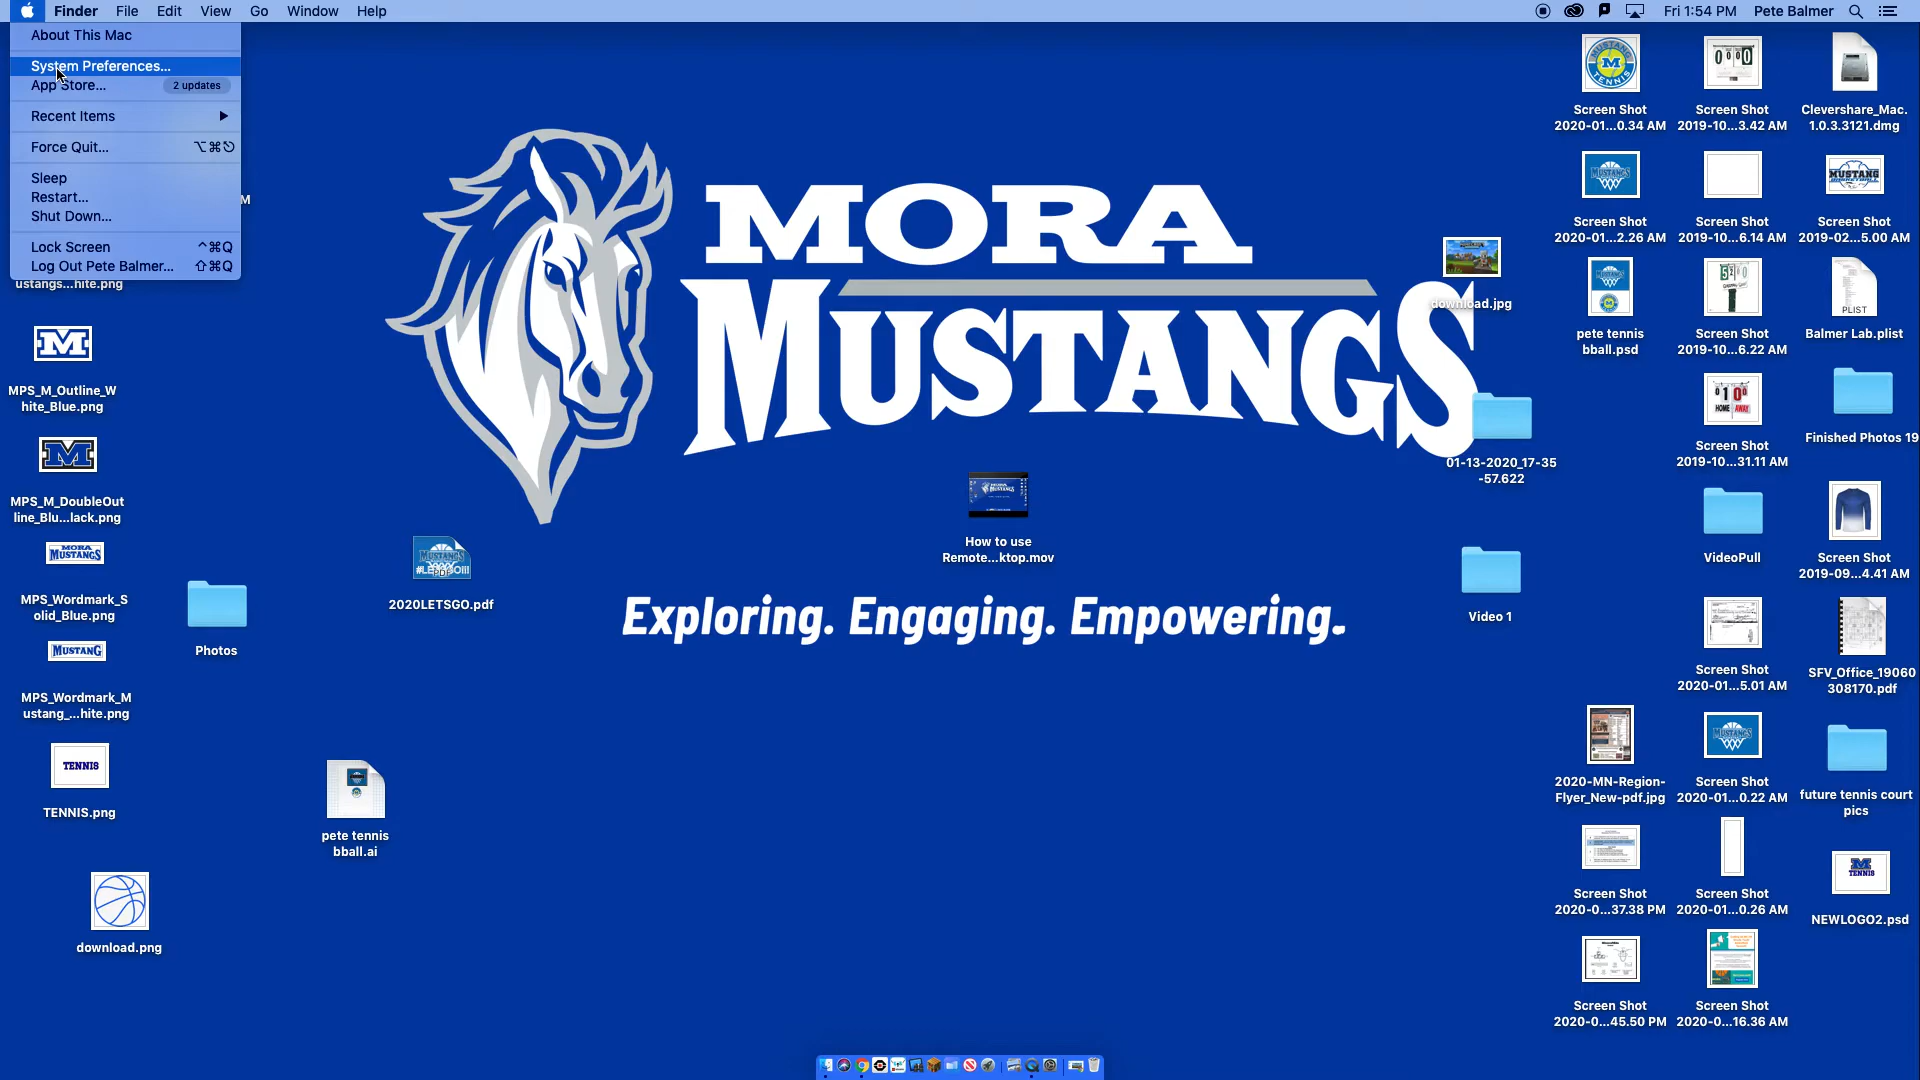 Finder File Edit View Go Window Help
Fri 1:54 PM Pete Balmer
About This Mac
System Preferences...
App Store... 2 updates
Recent Items
Force Quit... ⌥⌘⎋
Sleep
Restart...
Shut Down...
Lock Screen ^⌘Q
Log Out Pete Balmer... ⇧⌘Q
M
ustangs...hite.png
MPS_M_Outline_W
hite_Blue.png
MPS_M_DoubleOut
line_Blu...lack.png
MORA
MUSTANGS
MPS_Wordmark_S
olid_Blue.png
MUSTANG
MPS_Wordmark_M
ustang_...hite.png
TENNIS
TENNIS.png
download.png
Photos
2020LETSGO.pdf
pete tennis
bball.ai
MORA
MUSTANGS
Exploring. Engaging. Empowering.
How to use
Remote...ktop.mov
download.jpg
01-13-2020_17-35
-57.622
Video 1
MUSTANG
M
TENNIS
Screen Shot
2020-01...0.34 AM
MUSTANGS
Screen Shot
2020-01...2.26 AM
pete tennis
bball.psd
2020-MN-Region-
Flyer_New-pdf.jpg
Screen Shot
2020-0...37.38 PM
Screen Shot
2020-0...45.50 PM
Screen Shot
2019-10...3.42 AM
Screen Shot
2019-10...6.14 AM
Screen Shot
2019-10...6.22 AM
HOME AWAY
Screen Shot
2019-10...31.11 AM
VideoPull
Screen Shot
2020-01...5.01 AM
MUSTANGS
Screen Shot
2020-01...0.22 AM
Screen Shot
2020-01...0.26 AM
Screen Shot
2020-0...16.36 AM
Clevershare_Mac.
1.0.3.3121.dmg
MUSTANG
Screen Shot
2019-02...5.00 AM
PLIST
Balmer Lab.plist
Finished Photos 19
Screen Shot
2019-09...4.41 AM
SFV_Office_19060
308170.pdf
future tennis court
pics
M
TENNIS
NEWLOGO2.psd